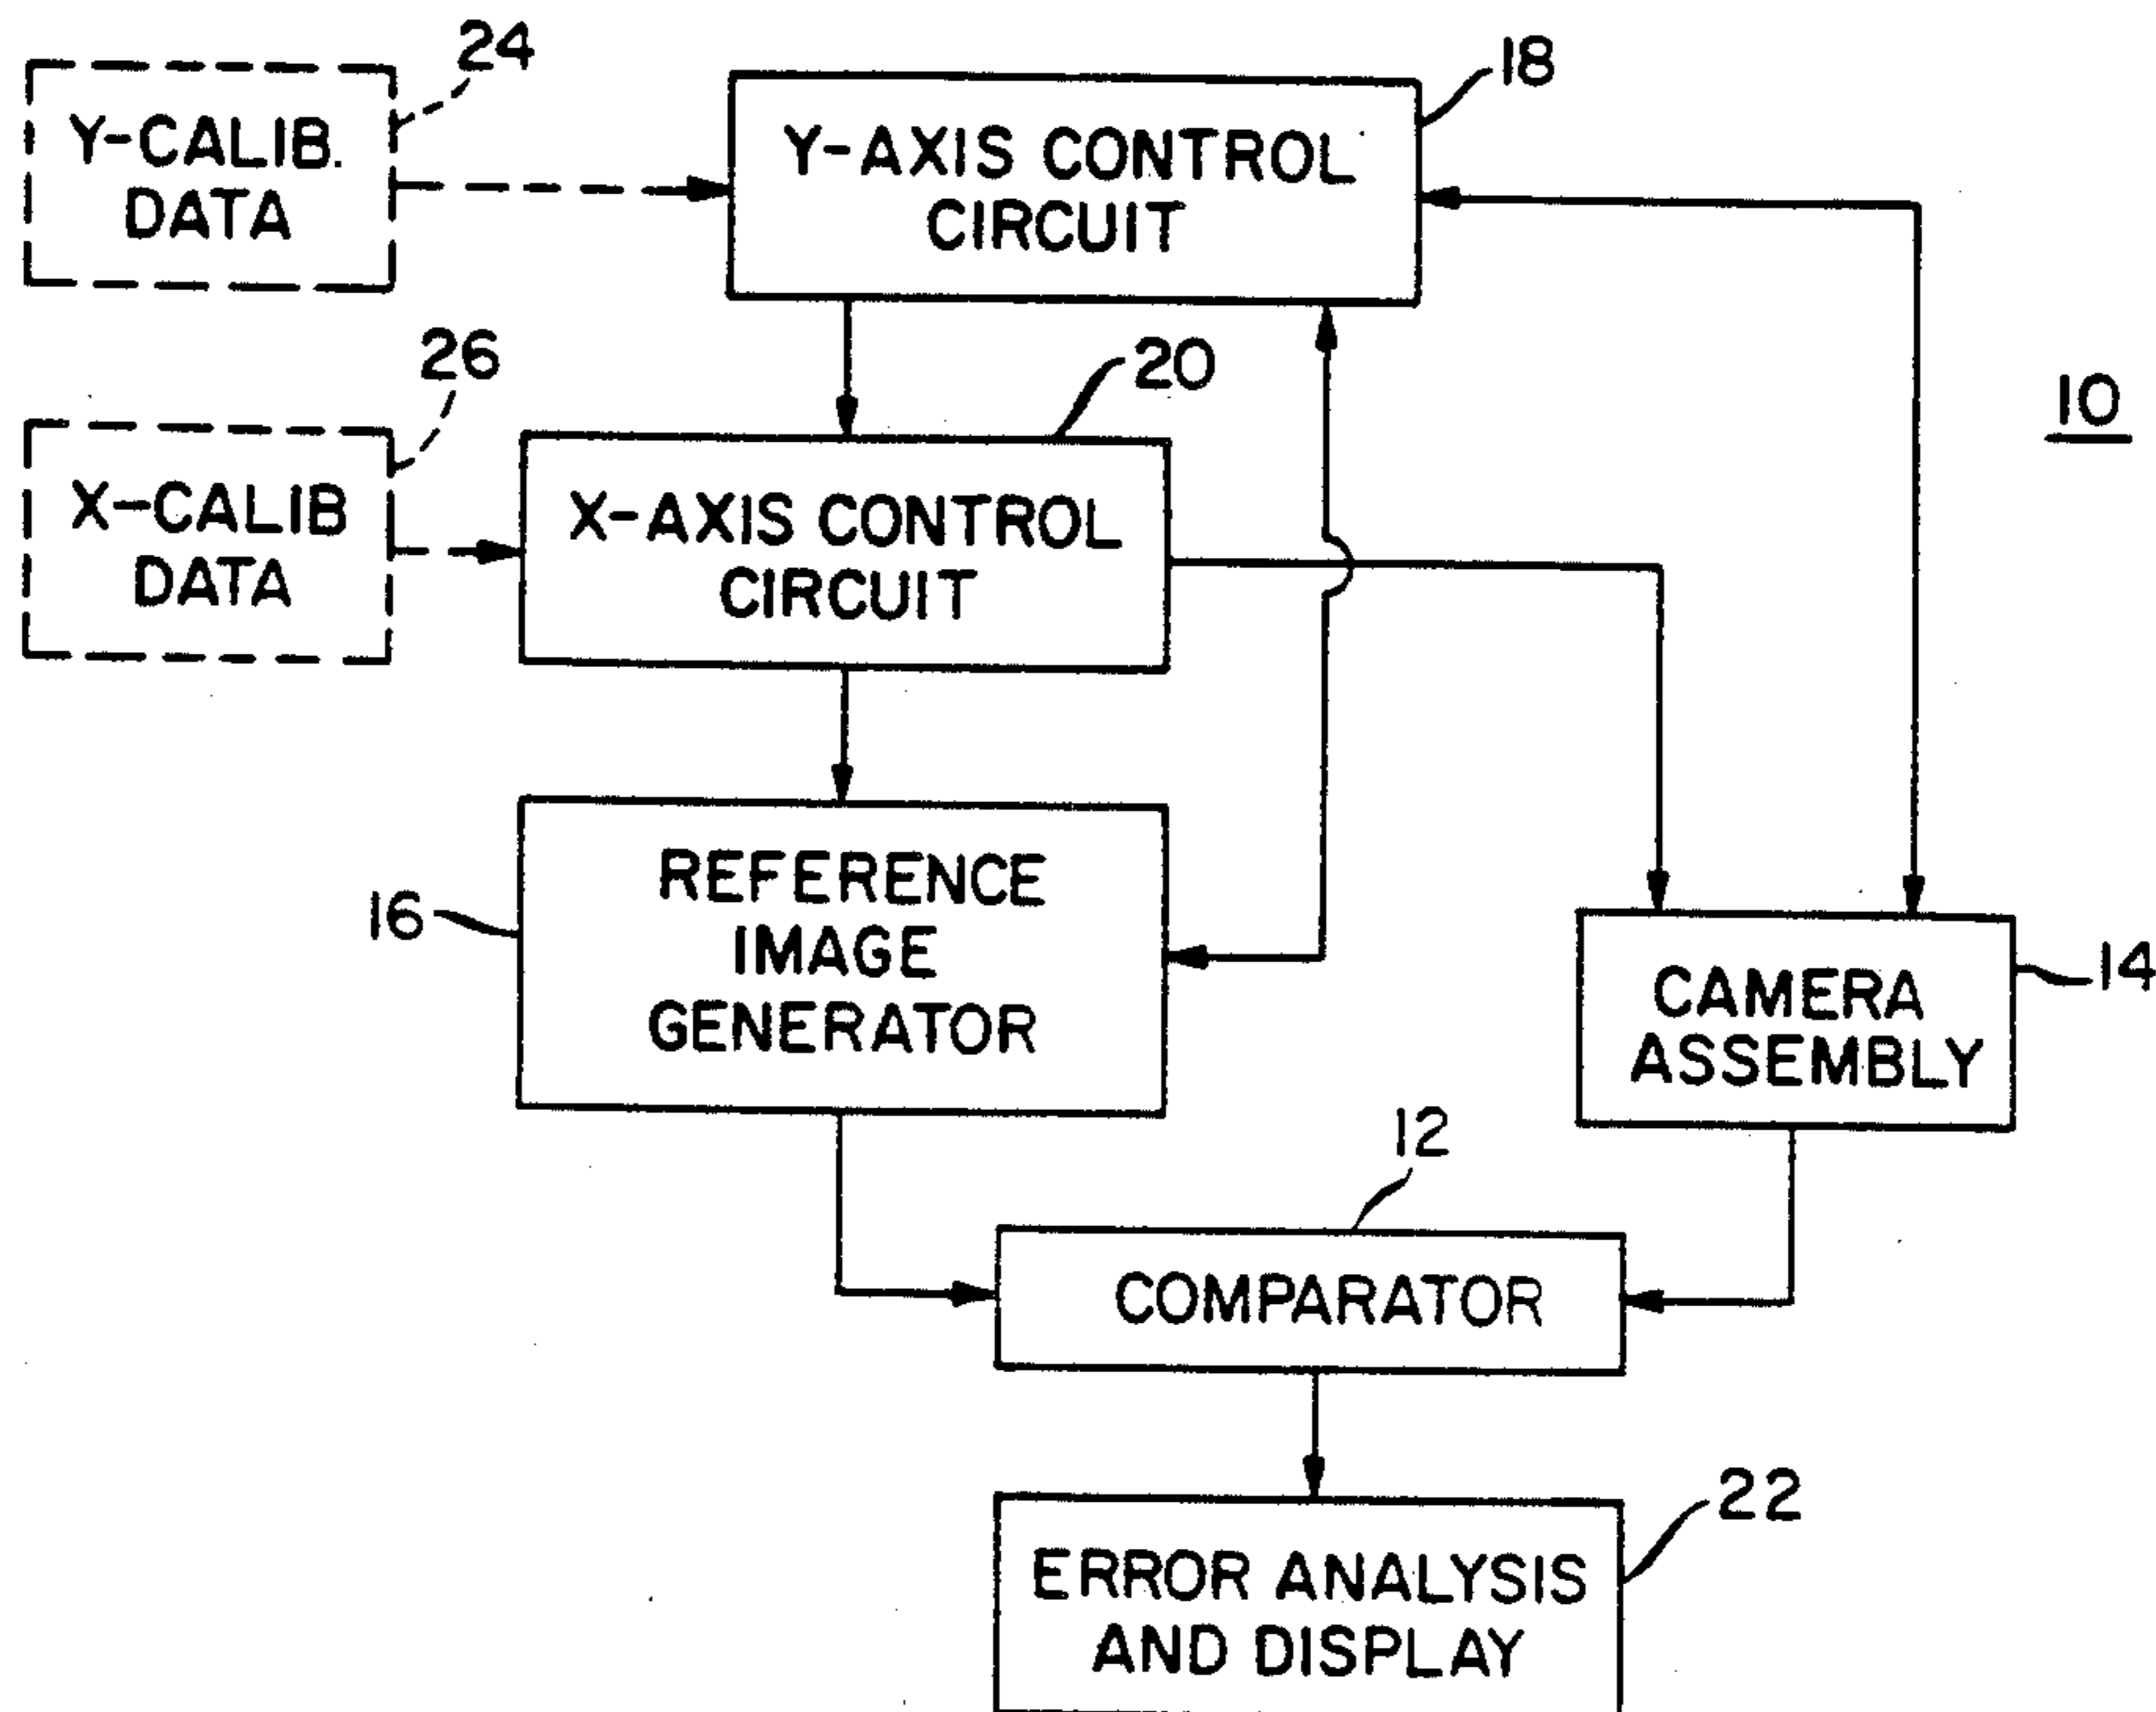 24
Y-CALIB.
DATA
18
Y-AXIS CONTROL
CIRCUIT
26
X-CALIB
DATA
20
X-AXIS CONTROL
CIRCUIT
10
16
REFERENCE
IMAGE
GENERATOR
14
CAMERA
ASSEMBLY
12
COMPARATOR
22
ERROR ANALYSIS
AND DISPLAY